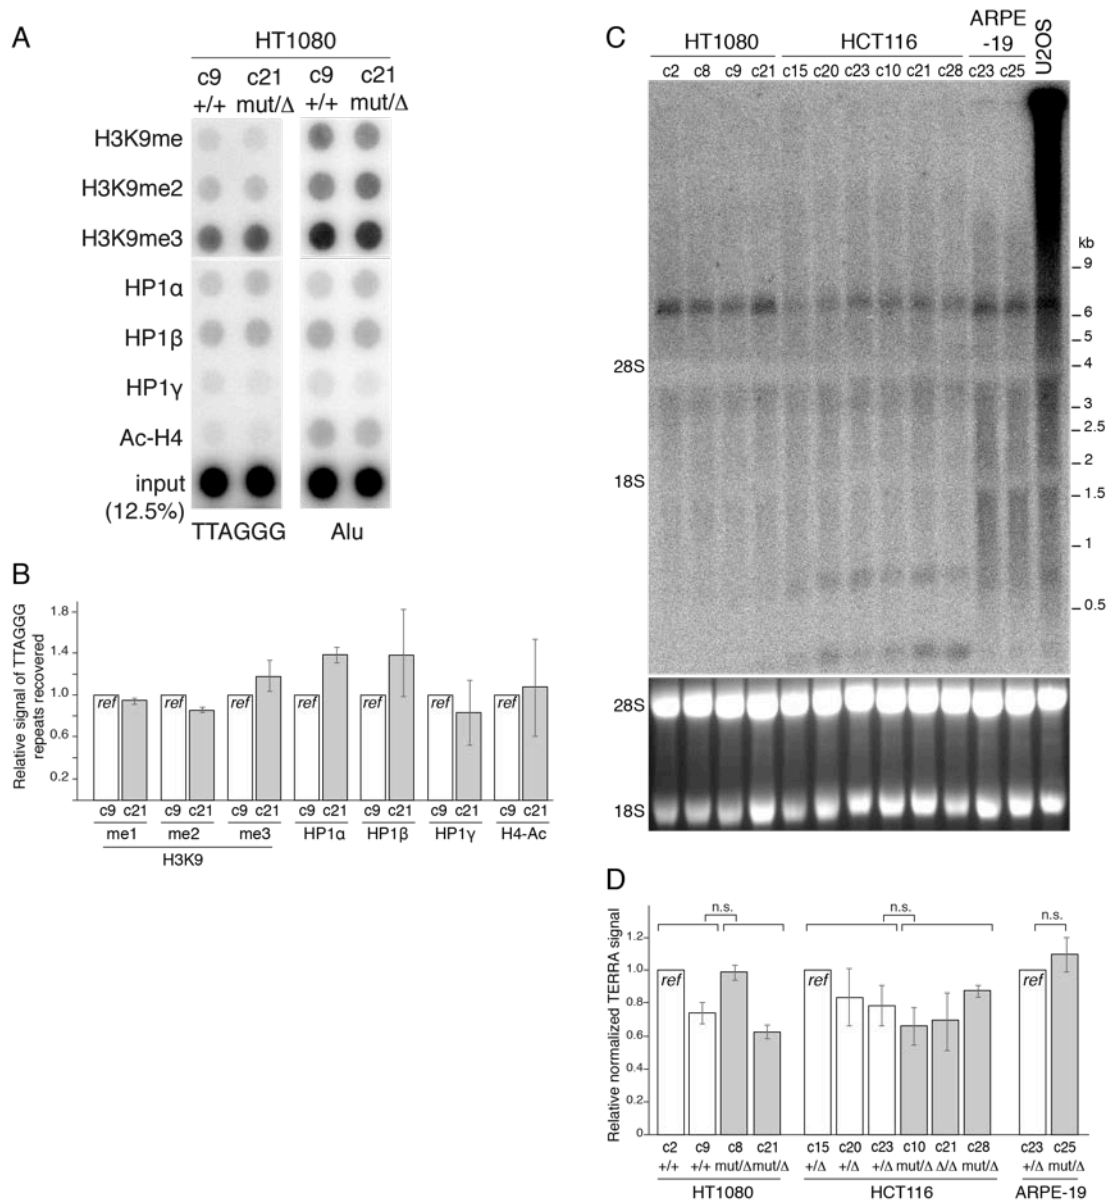 A
HT1080
c9 c21
+/+ mut/Δ
H3K9me
H3K9me2
H3K9me3
HP1α
HP1β
HP1γ
Ac-H4
input
(12.5%)
TTAGGG Alu
B
Relative signal of TTAGGG
repeats recovered
1.8
1.4
1.0
0.6
0.2
ref ref ref ref ref ref ref
c9 c21 c9 c21 c9 c21 c9 c21 c9 c21 c9 c21 c9 c21
me1 me2 me3 HP1α HP1β HP1γ H4-Ac
H3K9
C
HT1080 HCT116 ARPE
-19 U2OS
c2 c8 c9 c21 c15 c20 c23 c10 c21 c28 c23 c25
kb
9
6
5
4
3
2.5
2
1.5
1
0.5
28S
18S
28S
18S
D
Relative normalized TERRA signal
1.2
1.0
0.8
0.6
0.4
0.2
0
n.s. n.s. n.s.
ref ref ref
c2 c9 c8 c21 c15 c20 c23 c10 c21 c28 c23 c25
+/+ +/+ mut/Δ mut/Δ +/Δ +/Δ +/Δ mut/Δ Δ/Δ mut/Δ +/Δ mut/Δ
HT1080 HCT116 ARPE-19